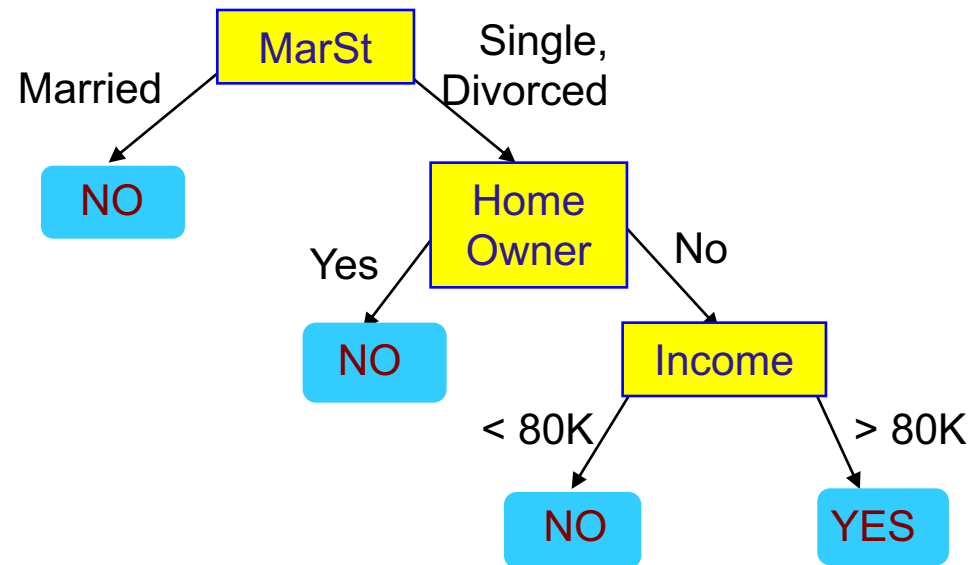 MarSt
Single,
Divorced
Married
NO
Home
Owner
Yes
No
NO
Income
< 80K
> 80K
NO
YES